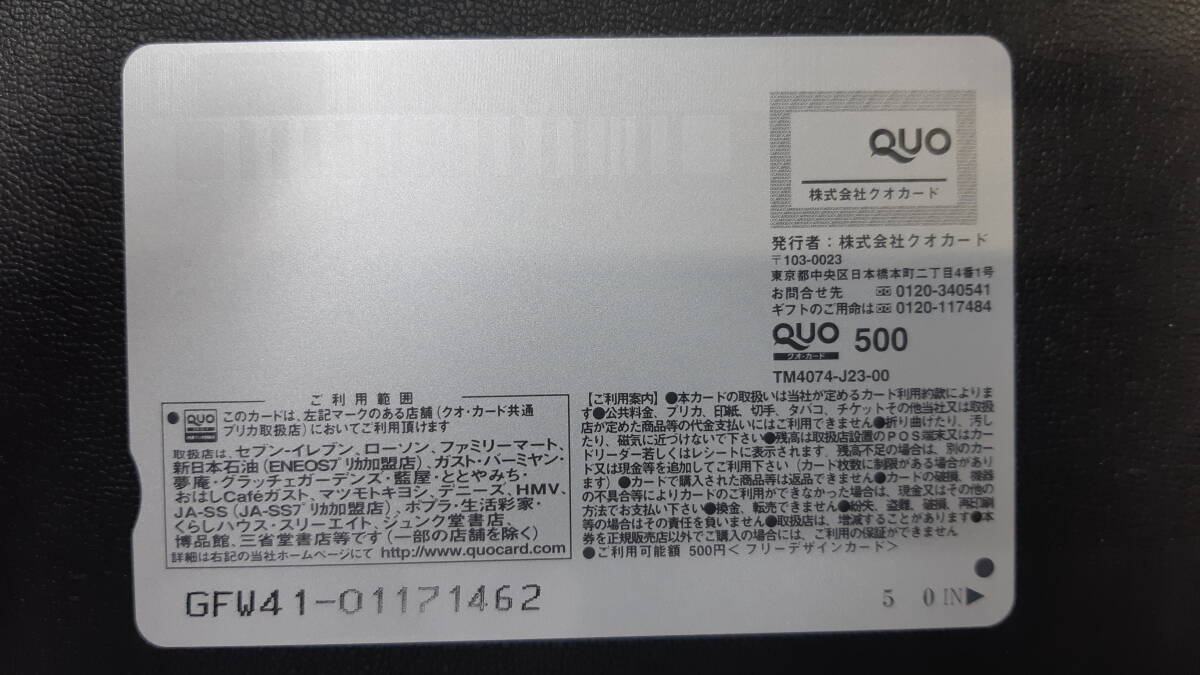 QUO
株式会社クオカード
発行者：株式会社クオカード
〒103-0023
東京都中央区日本橋本町二丁目4番1号
お問合せ先 0120-340541
ギフトのご用命は 0120-117484
QUO 500
クオ・カード
TM4074-J23-00
ご利用範囲
QUO
このカードは、左記マークのある店舗（クオ・カード共通
プリカ取扱店）においてご利用頂けます
取扱店は、セブン-イレブン、ローソン、ファミリーマート、
新日本石油（ENEOSプリカ加盟店）、ガスト・バーミヤン・
夢庵・グラッチェガーデンズ・藍屋・ととやみち・
おはしCaféガスト、マツモトキヨシ、デニーズ、HMV、
JA-SS（JA-SSプリカ加盟店）、ポプラ・生活彩家・
くらしハウス・スリーエイト、ジュンク堂書店、
博品館、三省堂書店等です（一部の店舗を除く）
詳細は右記の当社ホームページにて http://www.quocard.com
【ご利用案内】●本カードの取扱いは当社が定めるカード利用約款によりま
す●公共料金、プリカ、印紙、切手、タバコ、チケットその他当社又は取扱
店が定めた商品等の代金支払いにはご利用できません●折り曲げたり、汚し
たり、磁気に近づけないで下さい●残高は取扱店設置のPOS端末又はカー
ドリーダー若しくはレシートに表示されます。残高不足の場合は、別のカー
ド又は現金等を追加してご利用下さい（カード枚数に制限がある場合があり
ます）●カードで購入された商品等は返品できません●カードの破損、機器
の不具合等によりカードのご利用ができなかった場合は、現金又はその他の
方法でお支払い下さい●換金、転売できません●紛失、盗難、破損、再印刷
等の場合はその責任を負いません●取扱店は、増減することがあります●本
券を正規販売店以外でご購入の場合には、ご利用の保証ができません
●ご利用可能額 500円＜フリーデザインカード＞
GFW41-01171462
5 0 IN▶